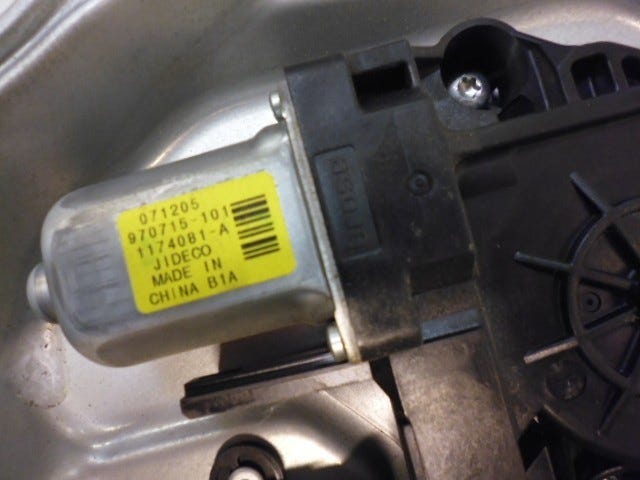 071205
970715-101
1174081-A
JIDECO
MADE IN
CHINA B1A